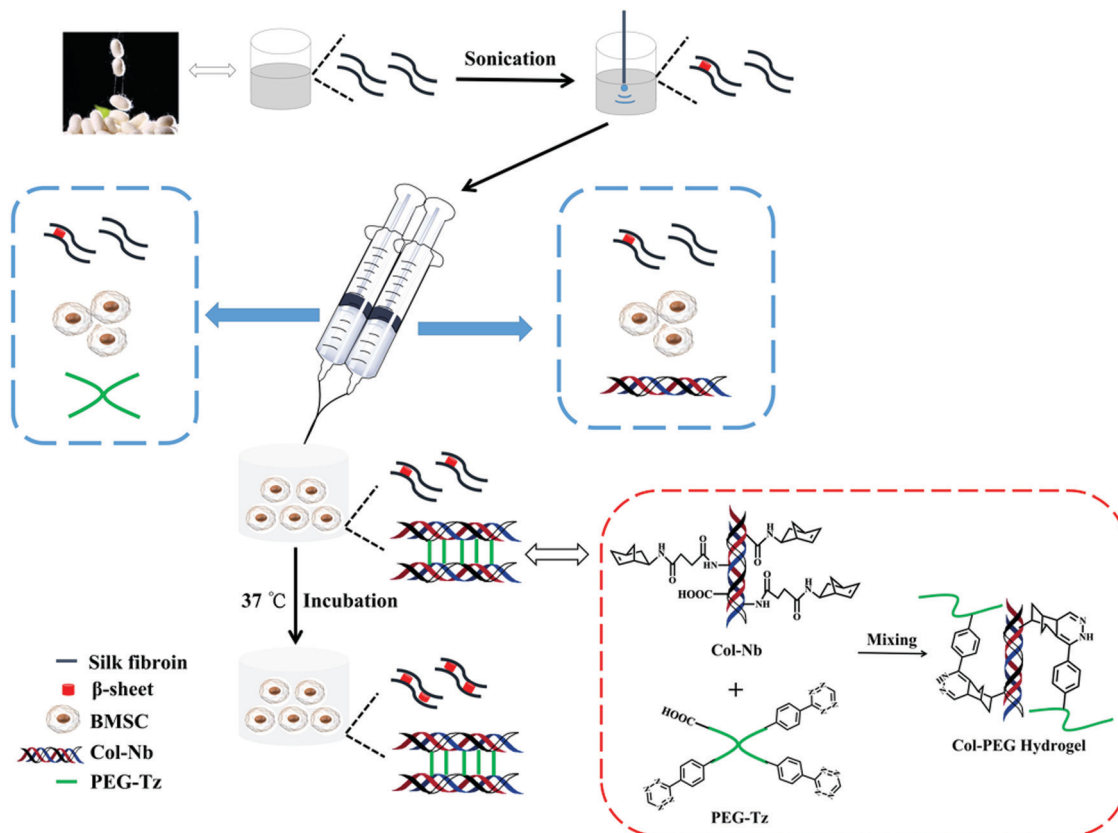 Sonication
37 ℃ Incubation
Silk fibroin
β-sheet
BMSC
Col-Nb
PEG-Tz
H
N
O
O
HN
O
H
N
HOOC
NH
O
O
H
N
Col-Nb
+
HOOC
PEG-Tz
Mixing
N
NH
Col-PEG Hydrogel